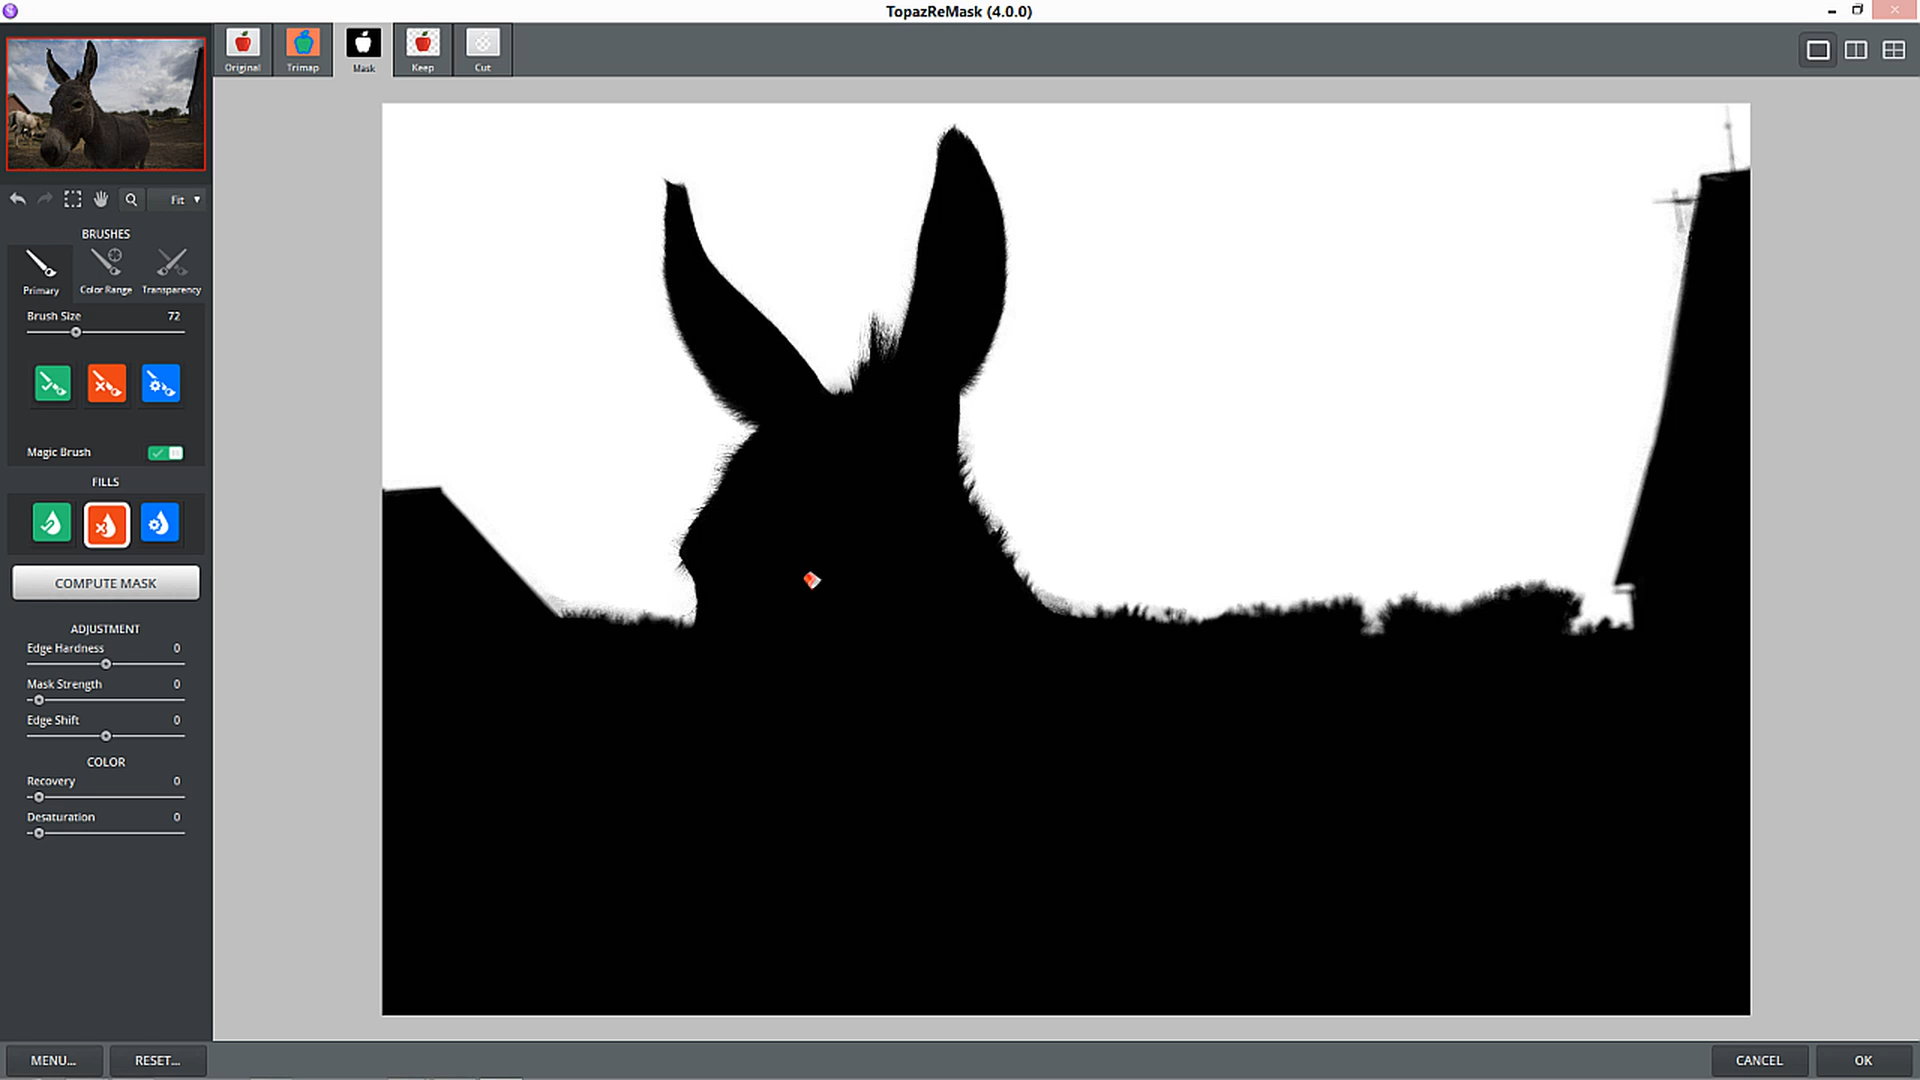 TopazReMask (4.0.0)
Original
Trimap
Mask
Keep
Cut
Fit
BRUSHES
Primary
Color Range
Transparency
Brush Size 72
Magic Brush
FILLS
COMPUTE MASK
ADJUSTMENT
Edge Hardness 0
Mask Strength 0
Edge Shift 0
COLOR
Recovery 0
Desaturation 0
MENU...
RESET...
CANCEL
OK